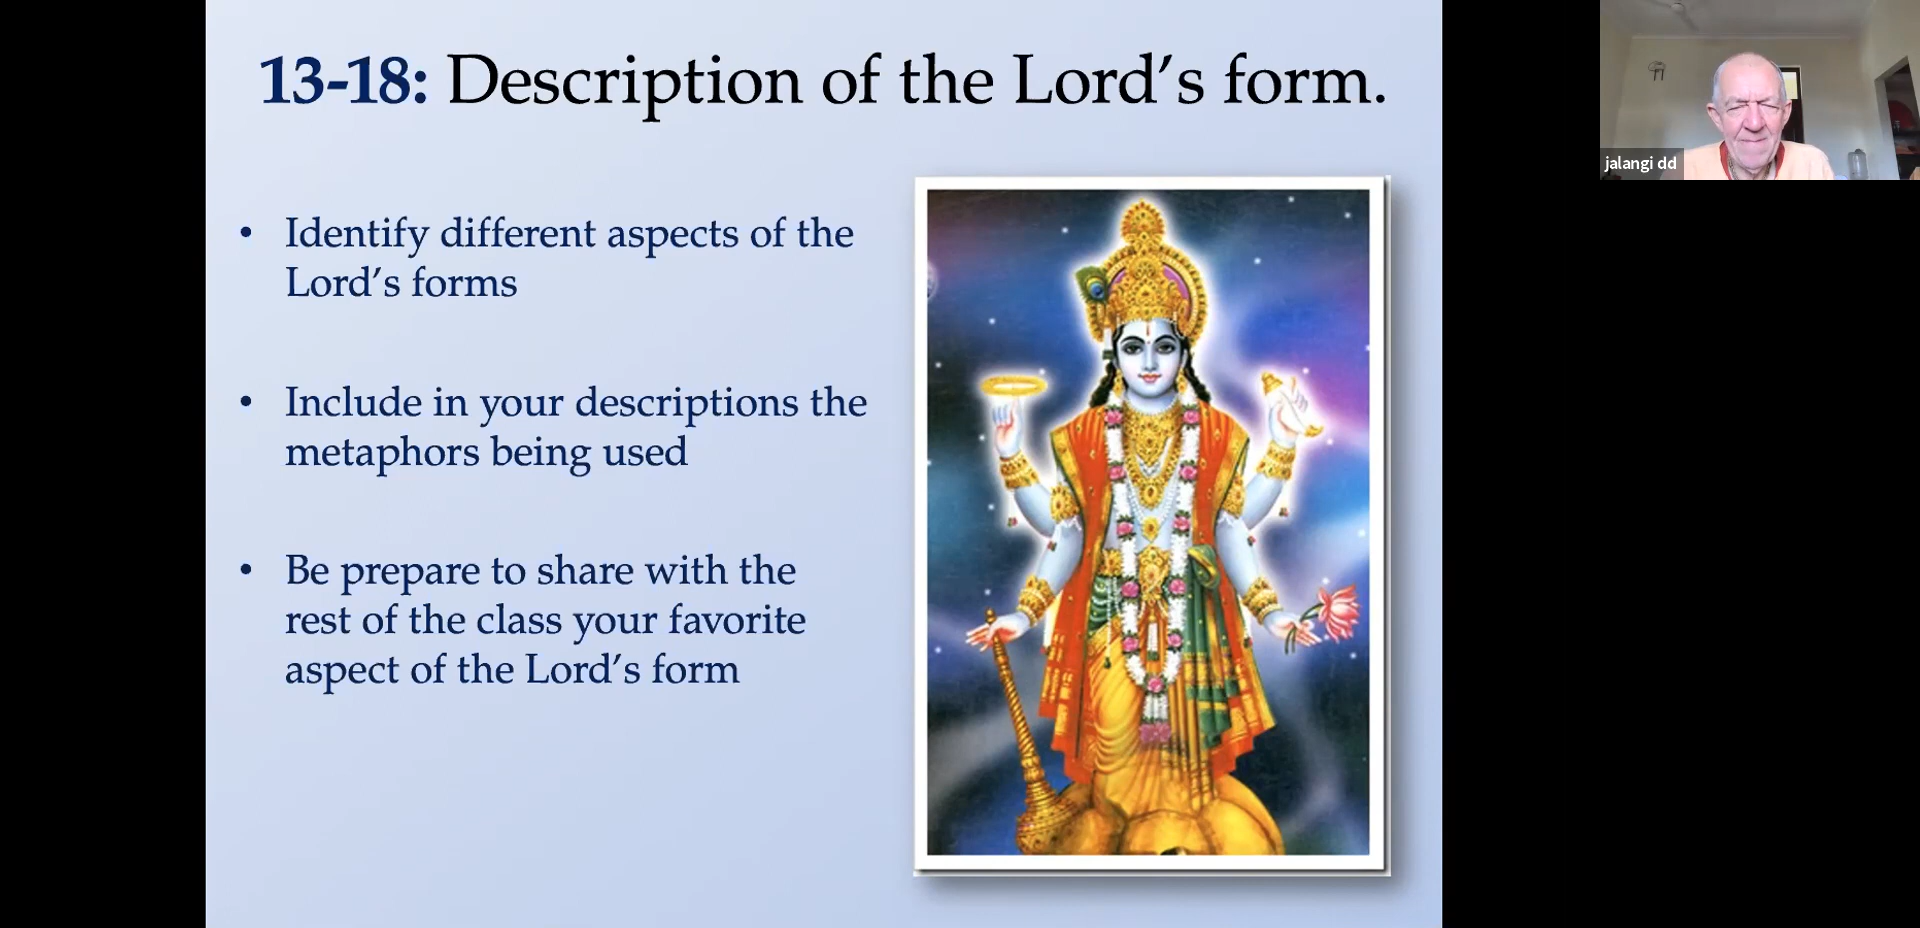 13-18: Description of the Lord's form.
• Identify different aspects of the
Lord's forms
• Include in your descriptions the
metaphors being used
• Be prepare to share with the
rest of the class your favorite
aspect of the Lord's form
jalangi dd